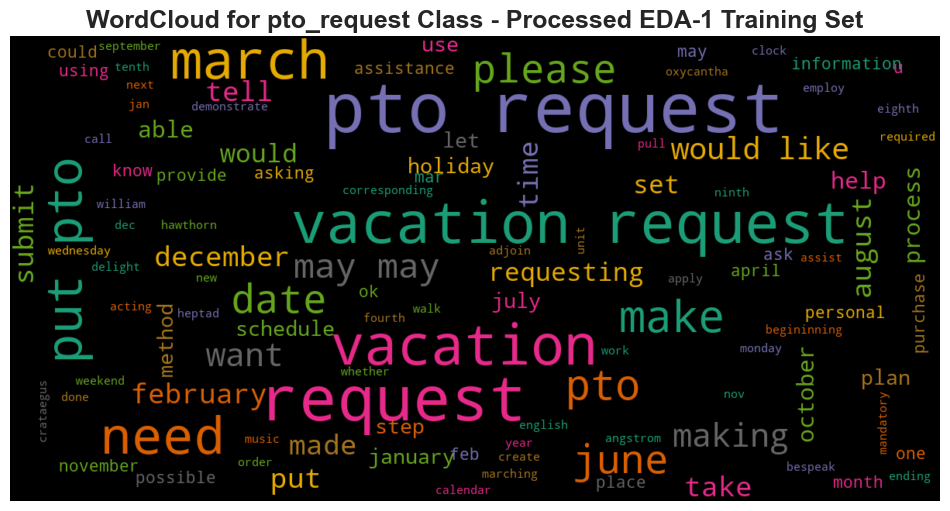 WordCloud for pto_request Class - Processed EDA-1 Training Set
could
september
march
use
please
may
clock
using
tenth
assistance
oxycantha
information
u
next
tell
employ
jan
demonstrate
pto request
eighth
call
able
let
pull
required
would
would like
know
provide
asking
holiday
mar
time
set
help
process
corresponding
ninth
submit
put pto
william
dec
hawthorn
vacation request
august
wednesday
december
adjoin
unit
ask
assist
delight
new
may may
requesting
apply
april
heptad
date
ok
july
personal
acting
walk
make
purchase
method
schedule
fourth
begininning
want
vacation
work
monday
whether
weekend
crataegus
done
february
request
pto
nov
october
plan
mandatory
need
music
made
step
english
angstrom
making
bespeak
one
november
order
january
feb
year
create
june
possible
put
marching
place
take
month
ending
calendar